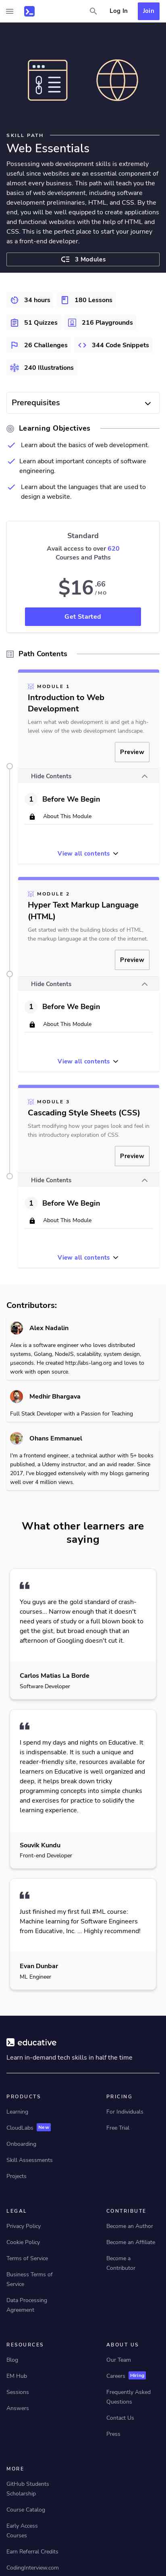 Log In
Join
SKILL PATH
Web Essentials
Possessing web development skills is extremely
useful since websites are the backbone of
almost every business. This path will teach you the
basics of web development, including software
development preliminaries, HTML, and CSS. By the
end, you will be well equipped to create applications
and functional websites with the help of HTML and
CSS. This is the perfect place to start your journey
as a front-end developer.
3 Modules
34 hours
180 Lessons
51 Quizzes
216 Playgrounds
26 Challenges
344 Code Snippets
240 Illustrations
Prerequisites
Learning Objectives
Learn about the basics of web development.
Learn about important concepts of software
engineering.
Learn about the languages that are used to
design a website.
Standard
Avail access to over 620
Courses and Paths
$16.66
/ MO
Get Started
Path Contents
MODULE 1
Introduction to Web
Development
Learn what web development is and get a high-
level view of the web development landscape.
Preview
Hide Contents
1 Before We Begin
About This Module
View all contents
MODULE 2
Hyper Text Markup Language
(HTML)
Get started with the building blocks of HTML,
the markup language at the core of the internet.
Preview
Hide Contents
1 Before We Begin
About This Module
View all contents
MODULE 3
Cascading Style Sheets (CSS)
Start modifying how your pages look and feel in
this introductory exploration of CSS.
Preview
Hide Contents
1 Before We Begin
About This Module
View all contents
Contributors:
Alex Nadalin
Alex is a software engineer who loves distributed
systems, Golang, NodeJS, scalability, system design,
yuseconds. He created http://abs-lang.org and loves to
work with open source.
Medhir Bhargava
Full Stack Developer with a Passion for Teaching
Ohans Emmanuel
I'm a frontend engineer, a technical author with 5+ books
published, a Udemy instructor, and an avid reader. Since
2017, I've blogged extensively with my blogs garnering
well over 4 million views.
What other learners are
saying
You guys are the gold standard of crash-
courses... Narrow enough that it doesn't
need years of study or a full blown book to
get the gist, but broad enough that an
afternoon of Googling doesn't cut it.
Carlos Matias La Borde
Software Developer
I spend my days and nights on Educative. It
is indispensable. It is such a unique and
reader-friendly site, resources available for
learners on Educative is well organized and
deep, it helps break down tricky
programming concepts into simple chunks
and exercises for practice to solidify the
learning experience.
Souvik Kundu
Front-end Developer
Just finished my first full #ML course:
Machine learning for Software Engineers
from Educative, Inc. ... Highly recommend!
Evan Dunbar
ML Engineer
educative
Learn in-demand tech skills in half the time
PRODUCTS
Learning
CloudLabs New
Onboarding
Skill Assessments
Projects
PRICING
For Individuals
Free Trial
LEGAL
Privacy Policy
Cookie Policy
Terms of Service
Business Terms of
Service
Data Processing
Agreement
CONTRIBUTE
Become an Author
Become an Affiliate
Become a
Contributor
RESOURCES
Blog
EM Hub
Sessions
Answers
ABOUT US
Our Team
Careers Hiring
Frequently Asked
Questions
Contact Us
Press
MORE
GitHub Students
Scholarship
Course Catalog
Early Access
Courses
Earn Referral Credits
CodingInterview.com